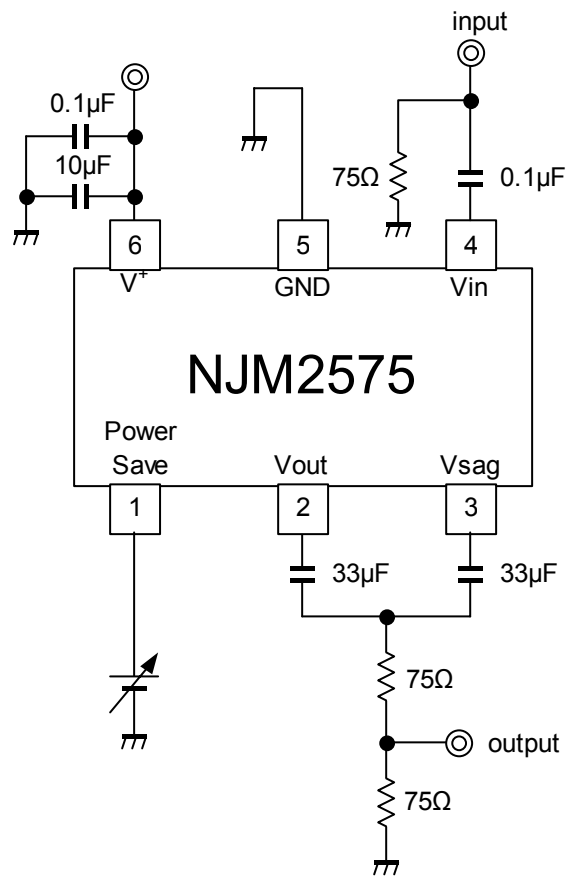 input
0.1µF
10µF
75Ω
0.1µF
6
5
4
V+
GND
Vin
NJM2575
Power
Save
Vout
Vsag
1
2
3
33µF
33µF
75Ω
output
75Ω